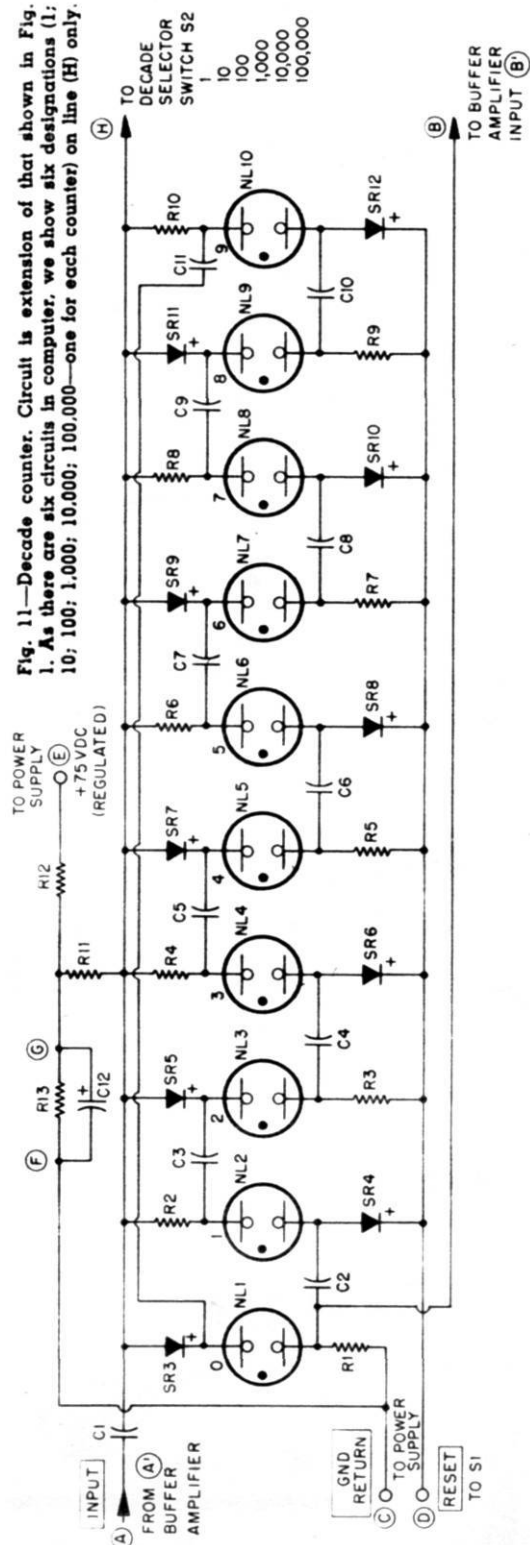 Fig. 11—Decade counter. Circuit is extension of that shown in Fig.
1. As there are six circuits in computer, we show six designations (1;
10; 100; 1,000; 10,000; 100,000—one for each counter) on line (H) only.
TO POWER
SUPPLY
E
+75 VDC
(REGULATED)
R12
R11
G
R13
C12
+
F
H
TO
DECADE
SELECTOR
SWITCH S2
1
10
100
1,000
10,000
100,000
INPUT
A
FROM A'
BUFFER
AMPLIFIER
C1
SR3
+
R2
SR5
+
R4
SR7
+
R6
SR9
+
R8
SR11
+
R10
C3
C5
C7
C9
C11
0
1
2
3
4
5
6
7
8
9
NL1
NL2
NL3
NL4
NL5
NL6
NL7
NL8
NL9
NL10
C2
C4
C6
C8
C10
R1
SR4
+
R3
SR6
+
R5
SR8
+
R7
SR10
+
R9
SR12
+
GND
RETURN
C
TO POWER
SUPPLY
D
RESET
TO S1
B
TO BUFFER
AMPLIFIER
INPUT B'